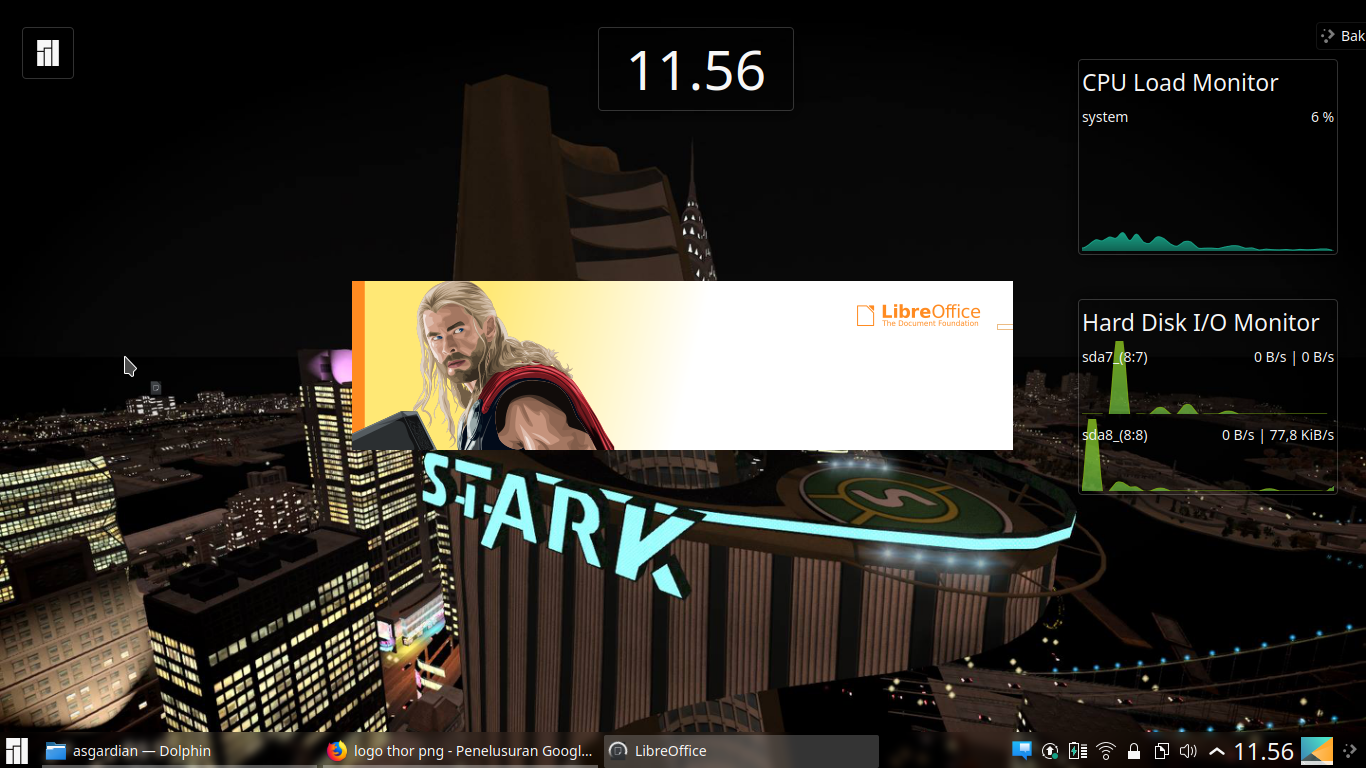 11.56
Bak
CPU Load Monitor
system 6 %
LibreOffice
The Document Foundation
Hard Disk I/O Monitor
sda7_(8:7) 0 B/s | 0 B/s
sda8_(8:8) 0 B/s | 77,8 KiB/s
STARK
asgardian — Dolphin
logo thor png - Penelusuran Googl...
LibreOffice
11.56